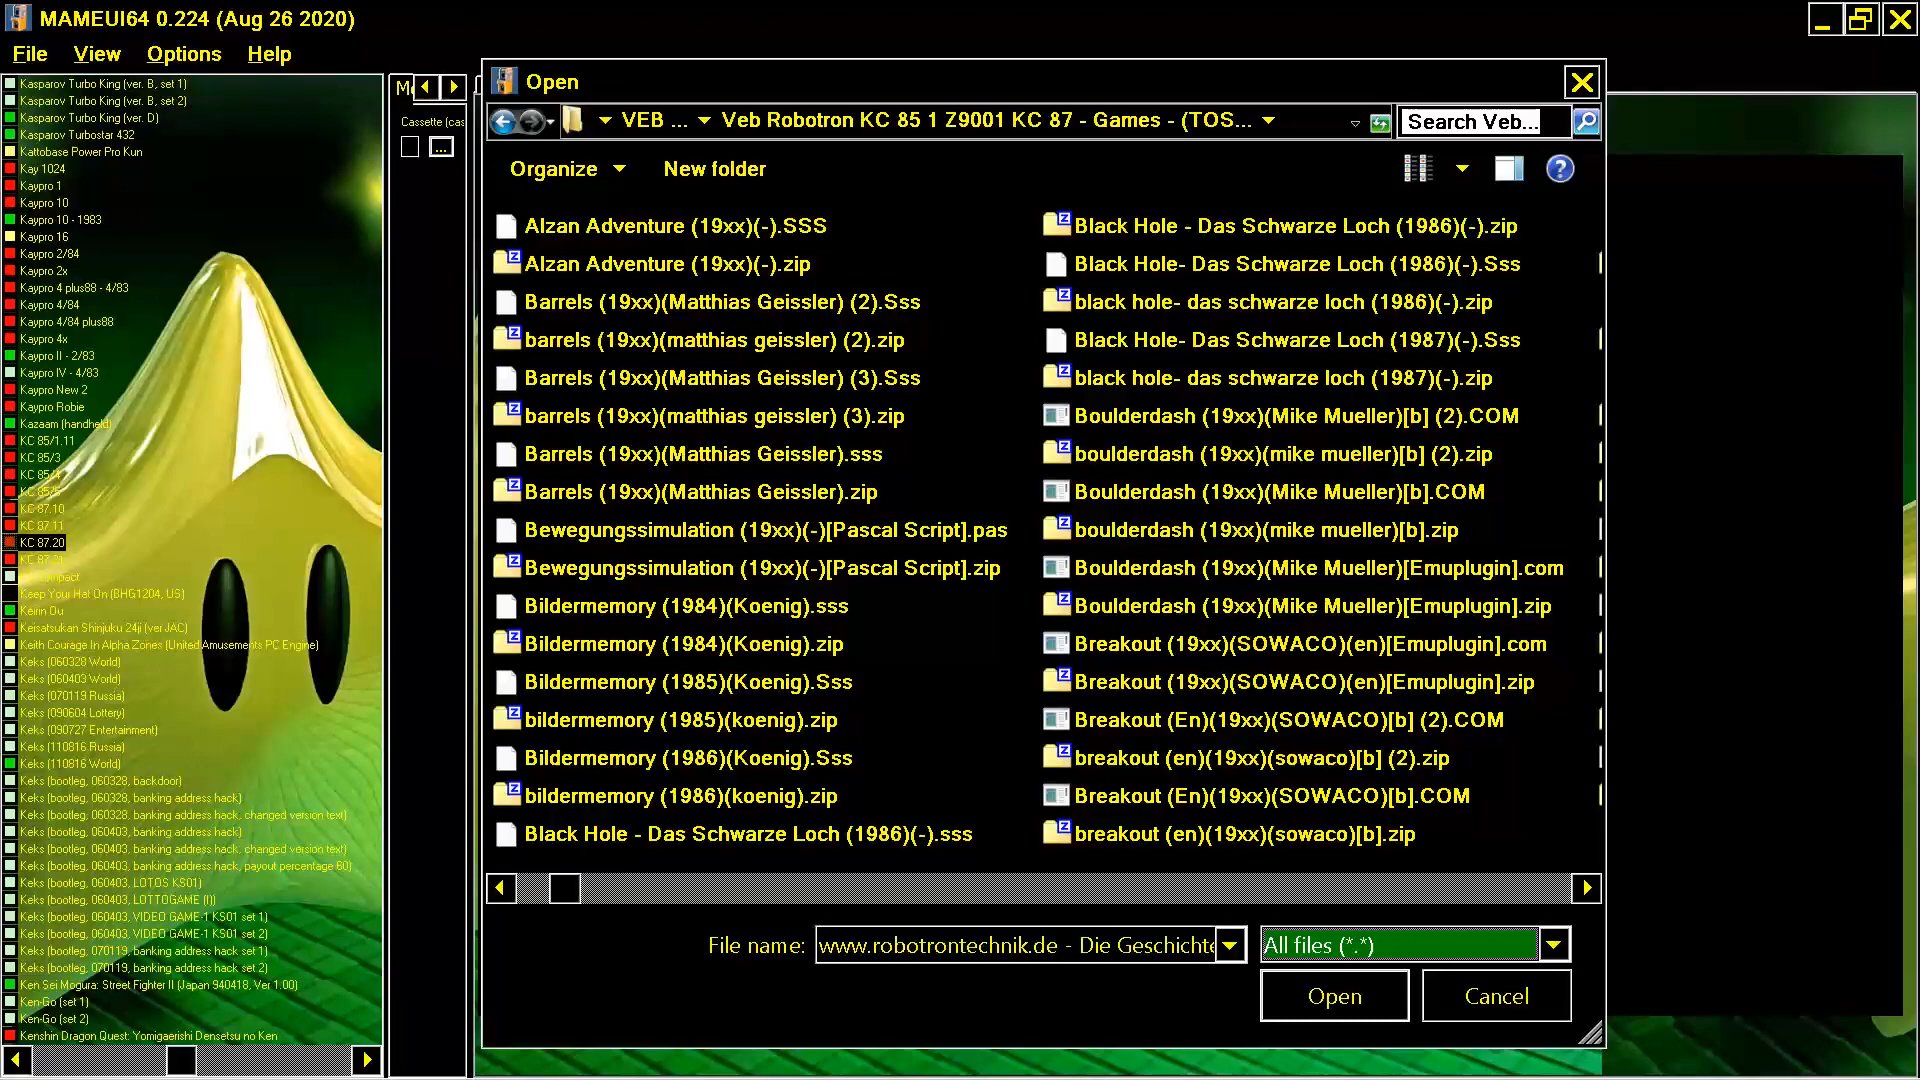 MAMEUI64 0.224 (Aug 26 2020)
File View Options Help
Kasparov Turbo King (ver. B, set 1)
Kasparov Turbo King (ver. B, set 2)
Kasparov Turbo King (ver. D)
Kasparov Turbostar 432
Kattobase Power Pro Kun
Kay 1024
Kaypro 1
Kaypro 10
Kaypro 10 - 1983
Kaypro 16
Kaypro 2/84
Kaypro 2x
Kaypro 4 plus88 - 4/83
Kaypro 4/84
Kaypro 4/84 plus88
Kaypro 4x
Kaypro II - 2/83
Kaypro IV - 4/83
Kaypro New 2
Kaypro Robie
Kazaam (handheld)
KC 85/1.11
KC 85/3
KC 85/4
KC 85/5
KC 87.10
KC 87.11
KC 87.20
KC 87.21
Keep Your Hat On (BHG1204, US)
Keirin Ou
Keisatsukan Shinjuku 24ji (ver JAC)
Keith Courage In Alpha Zones (United Amusements PC Engine)
Keks (060328 World)
Keks (060403 World)
Keks (070119 Russia)
Keks (090604 Lottery)
Keks (090727 Entertainment)
Keks (110816 Russia)
Keks (110816 World)
Keks (bootleg, 060328, backdoor)
Keks (bootleg, 060328, banking address hack)
Keks (bootleg, 060328, banking address hack, changed version text)
Keks (bootleg, 060403, banking address hack)
Keks (bootleg, 060403, banking address hack, changed version text)
Keks (bootleg, 060403, banking address hack, payout percentage 60)
Keks (bootleg, 060403, LOTOS KS01)
Keks (bootleg, 060403, LOTTOGAME (I))
Keks (bootleg, 060403, VIDEO GAME-1 KS01 set 1)
Keks (bootleg, 060403, VIDEO GAME-1 KS01 set 2)
Keks (bootleg, 070119, banking address hack set 1)
Keks (bootleg, 070119, banking address hack set 2)
Ken Sei Mogura: Street Fighter II (Japan 940418, Ver 1.00)
Ken-Go (set 1)
Ken-Go (set 2)
Kenshin Dragon Quest: Yomigaerishi Densetsu no Ken
Cassette (cas
...
Open
VEB ... Veb Robotron KC 85 1 Z9001 KC 87 - Games - (TOS...
Search Veb...
Organize New folder
Alzan Adventure (19xx)(-).SSS
Alzan Adventure (19xx)(-).zip
Barrels (19xx)(Matthias Geissler) (2).Sss
barrels (19xx)(matthias geissler) (2).zip
Barrels (19xx)(Matthias Geissler) (3).Sss
barrels (19xx)(matthias geissler) (3).zip
Barrels (19xx)(Matthias Geissler).sss
Barrels (19xx)(Matthias Geissler).zip
Bewegungssimulation (19xx)(-)[Pascal Script].pas
Bewegungssimulation (19xx)(-)[Pascal Script].zip
Bildermemory (1984)(Koenig).sss
Bildermemory (1984)(Koenig).zip
Bildermemory (1985)(Koenig).Sss
bildermemory (1985)(koenig).zip
Bildermemory (1986)(Koenig).Sss
bildermemory (1986)(koenig).zip
Black Hole - Das Schwarze Loch (1986)(-).sss
Black Hole - Das Schwarze Loch (1986)(-).zip
Black Hole- Das Schwarze Loch (1986)(-).Sss
black hole- das schwarze loch (1986)(-).zip
Black Hole- Das Schwarze Loch (1987)(-).Sss
black hole- das schwarze loch (1987)(-).zip
Boulderdash (19xx)(Mike Mueller)[b] (2).COM
boulderdash (19xx)(mike mueller)[b] (2).zip
Boulderdash (19xx)(Mike Mueller)[b].COM
boulderdash (19xx)(mike mueller)[b].zip
Boulderdash (19xx)(Mike Mueller)[Emuplugin].com
Boulderdash (19xx)(Mike Mueller)[Emuplugin].zip
Breakout (19xx)(SOWACO)(en)[Emuplugin].com
Breakout (19xx)(SOWACO)(en)[Emuplugin].zip
Breakout (En)(19xx)(SOWACO)[b] (2).COM
breakout (en)(19xx)(sowaco)[b] (2).zip
Breakout (En)(19xx)(SOWACO)[b].COM
breakout (en)(19xx)(sowaco)[b].zip
File name: www.robotrontechnik.de - Die Geschichte All files (*.*)
Open Cancel